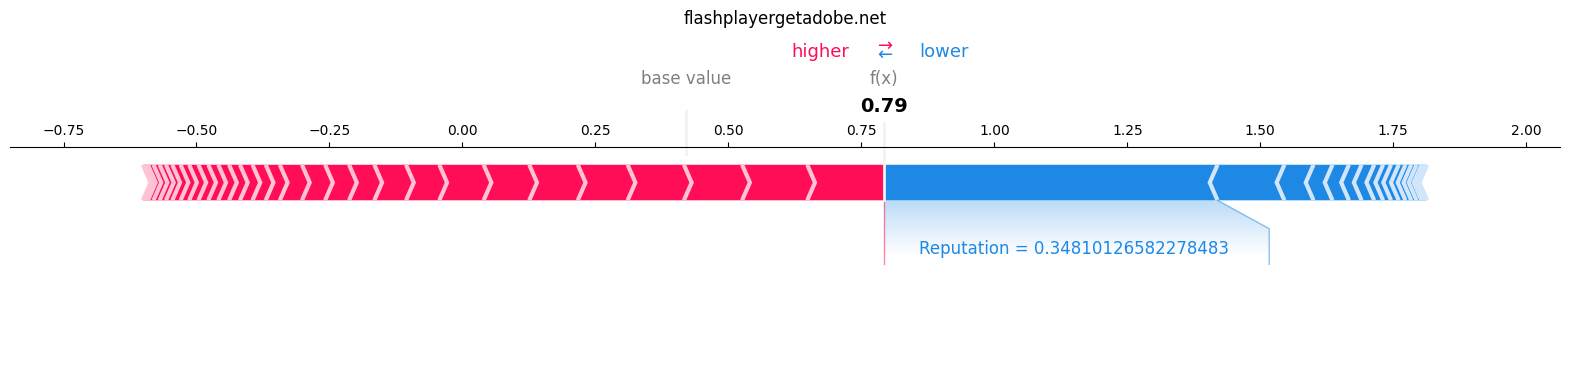 flashplayergetadobe.net
higher → ← lower
base value f(x)
0.79
−0.75 −0.50 −0.25 0.00 0.25 0.50 0.75 1.00 1.25 1.50 1.75 2.00
Reputation = 0.34810126582278483